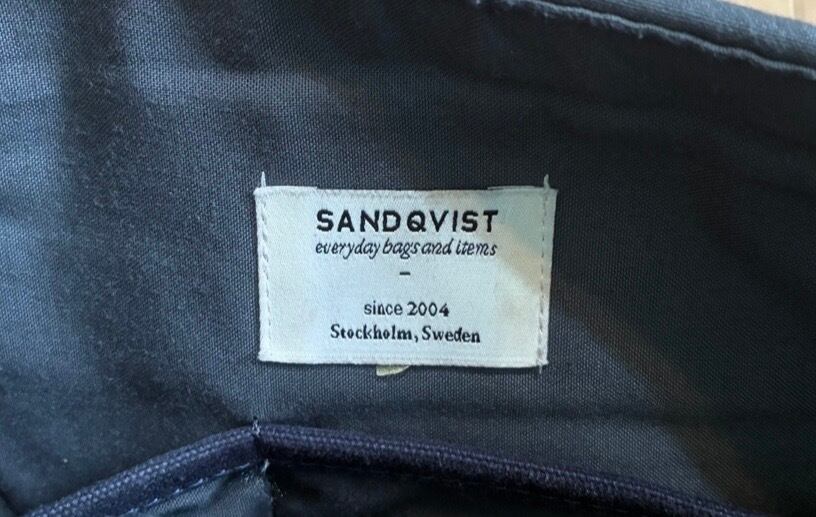 SANDQVIST
everyday bags and items
-
since 2004
Stockholm, Sweden